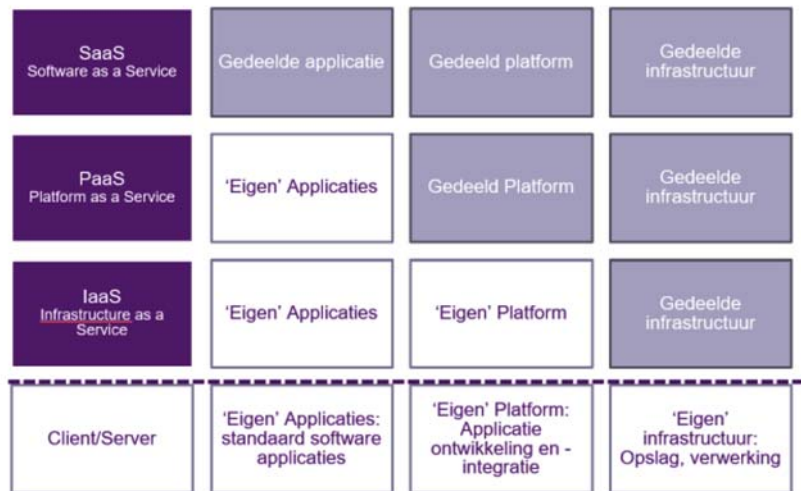 SaaS
Software as a Service
Gedeelde applicatie
Gedeeld platform
Gedeelde
infrastructuur
PaaS
Platform as a Service
‘Eigen’ Applicaties
Gedeeld Platform
Gedeelde
infrastructuur
IaaS
Infrastructure as a
Service
‘Eigen’ Applicaties
‘Eigen’ Platform
Gedeelde
infrastructuur
Client/Server
‘Eigen’ Applicaties:
standaard software
applicaties
‘Eigen’ Platform:
Applicatie
ontwikkeling en -
integratie
‘Eigen’
infrastructuur:
Opslag, verwerking